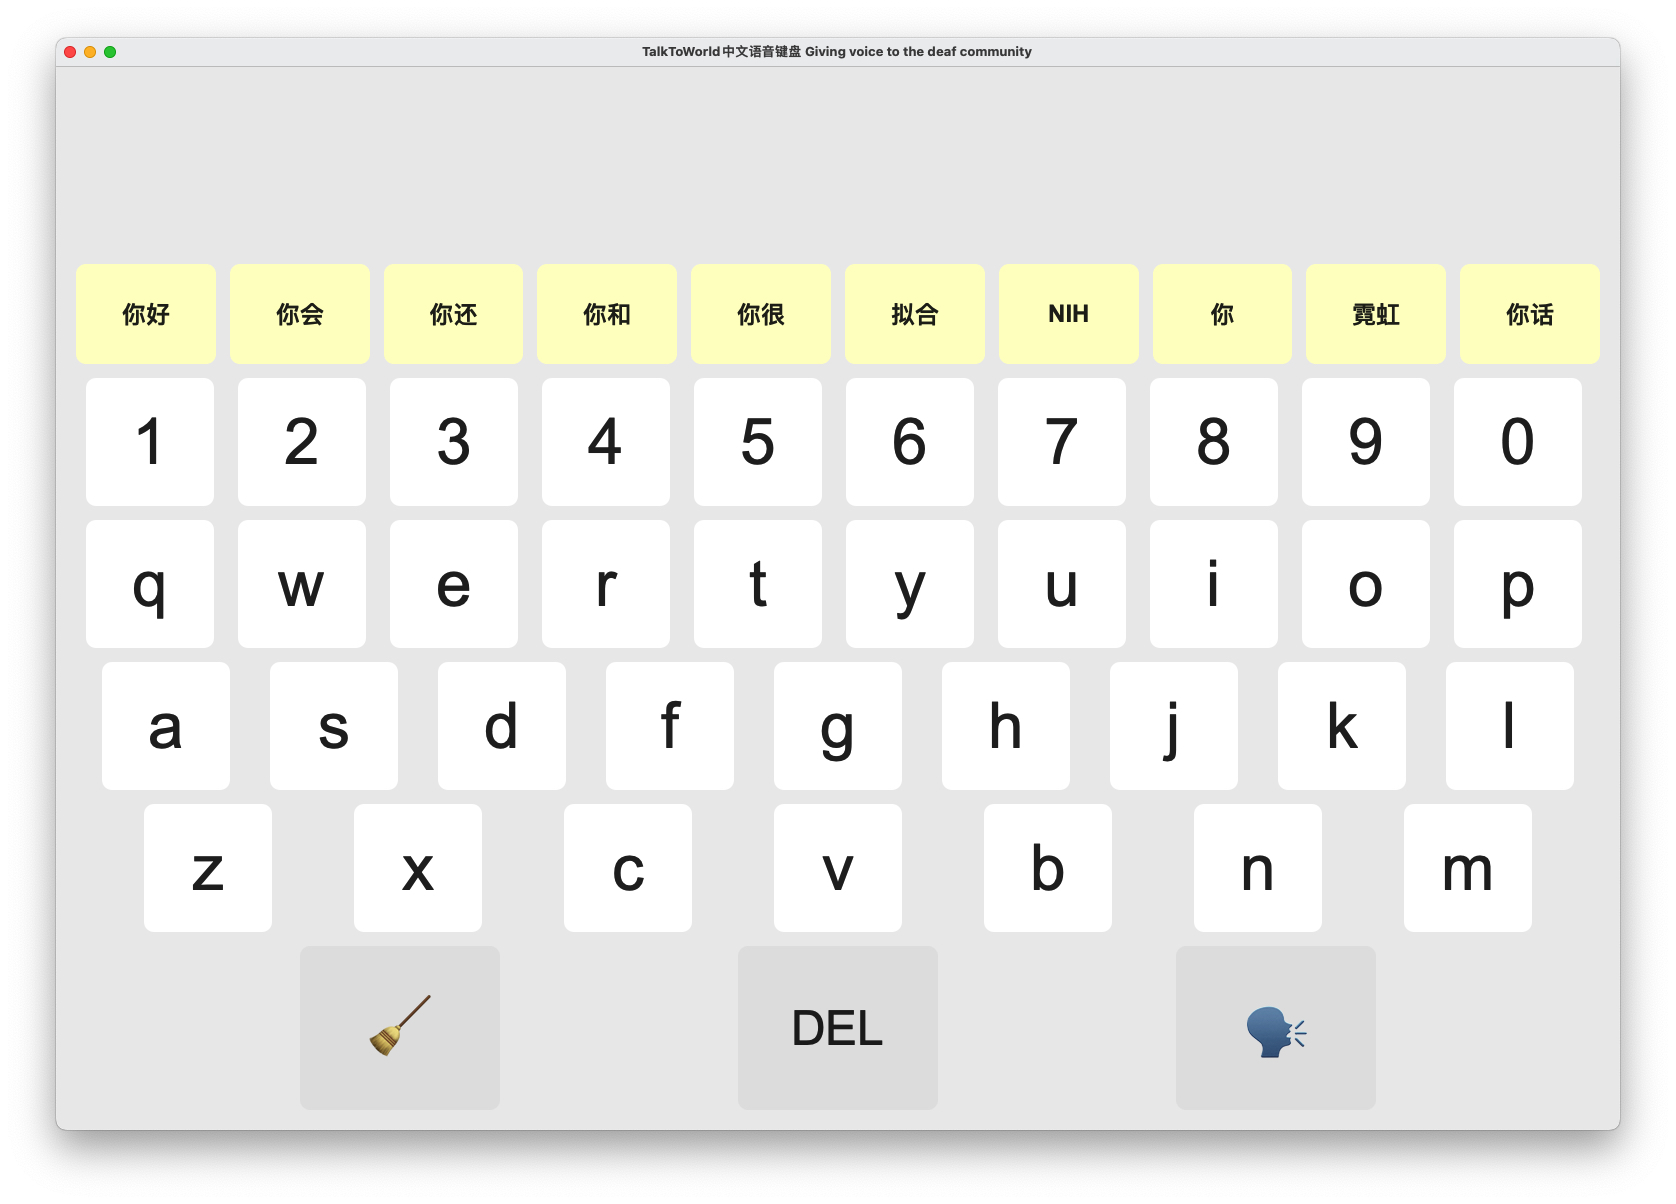 TalkToWorld中文语音键盘 Giving voice to the deaf community
你好 你会 你还 你和 你很 拟合 NIH 你 霓虹 你话
1 2 3 4 5 6 7 8 9 0
q w e r t y u i o p
a s d f g h j k l
z x c v b n m
DEL